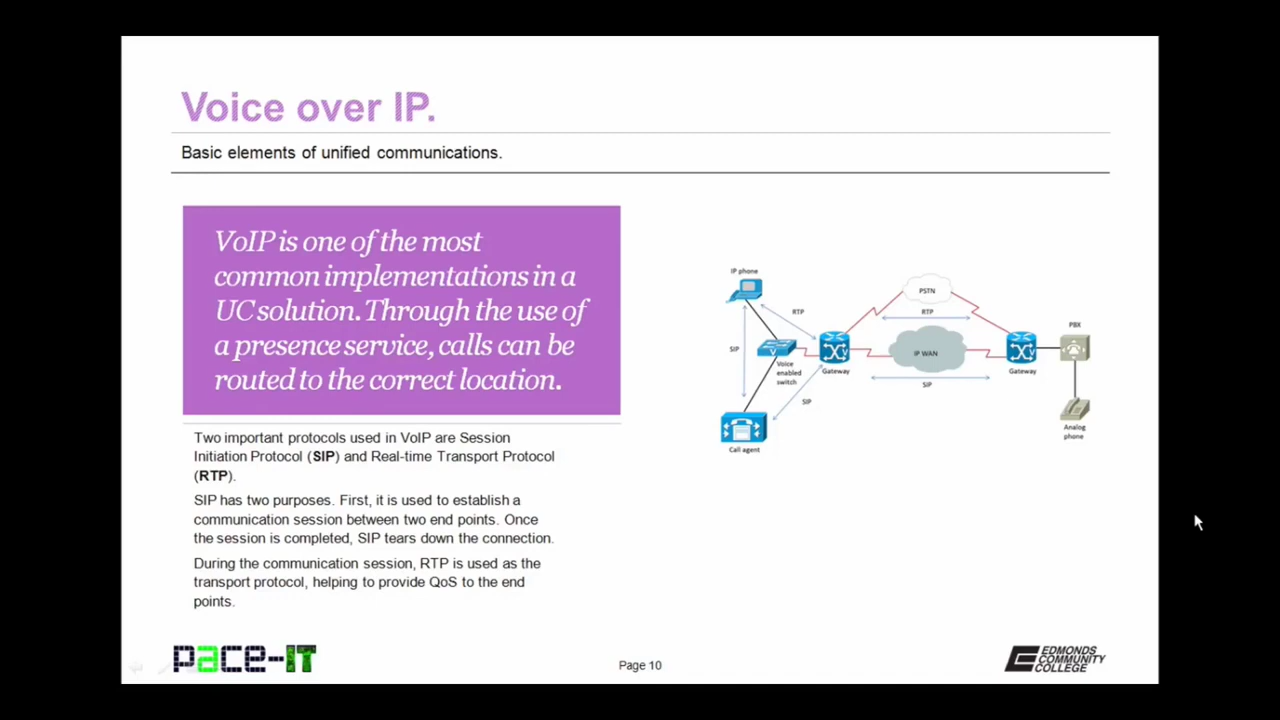 Voice over IP.
Basic elements of unified communications.
VoIP is one of the most
common implementations in a
UC solution. Through the use of
a presence service, calls can be
routed to the correct location.
Two important protocols used in VoIP are Session
Initiation Protocol (SIP) and Real-time Transport Protocol
(RTP).
SIP has two purposes. First, it is used to establish a
communication session between two end points. Once
the session is completed, SIP tears down the connection.
During the communication session, RTP is used as the
transport protocol, helping to provide QoS to the end
points.
IP phone
RTP
SIP
Voice
enabled
switch
SIP
Call agent
Gateway
PSTN
RTP
IP WAN
SIP
Gateway
PBX
Analog
phone
pace-IT
Page 10
EDMONDS
COMMUNITY
COLLEGE